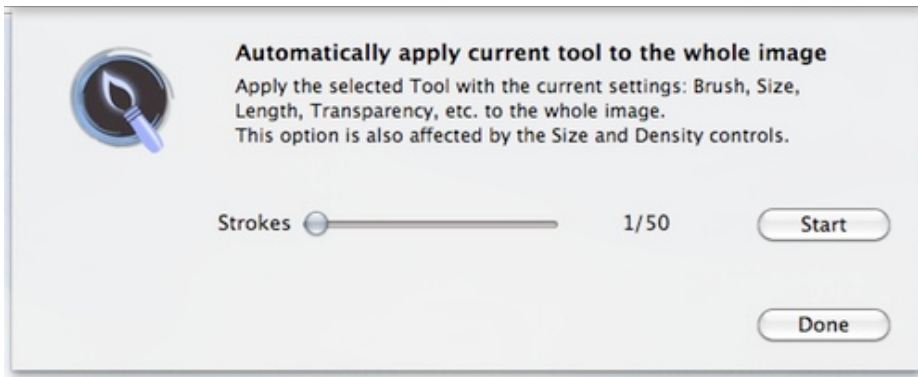 Automatically apply current tool to the whole image
Apply the selected Tool with the current settings: Brush, Size,
Length, Transparency, etc. to the whole image.
This option is also affected by the Size and Density controls.
Strokes 1/50 Start
Done